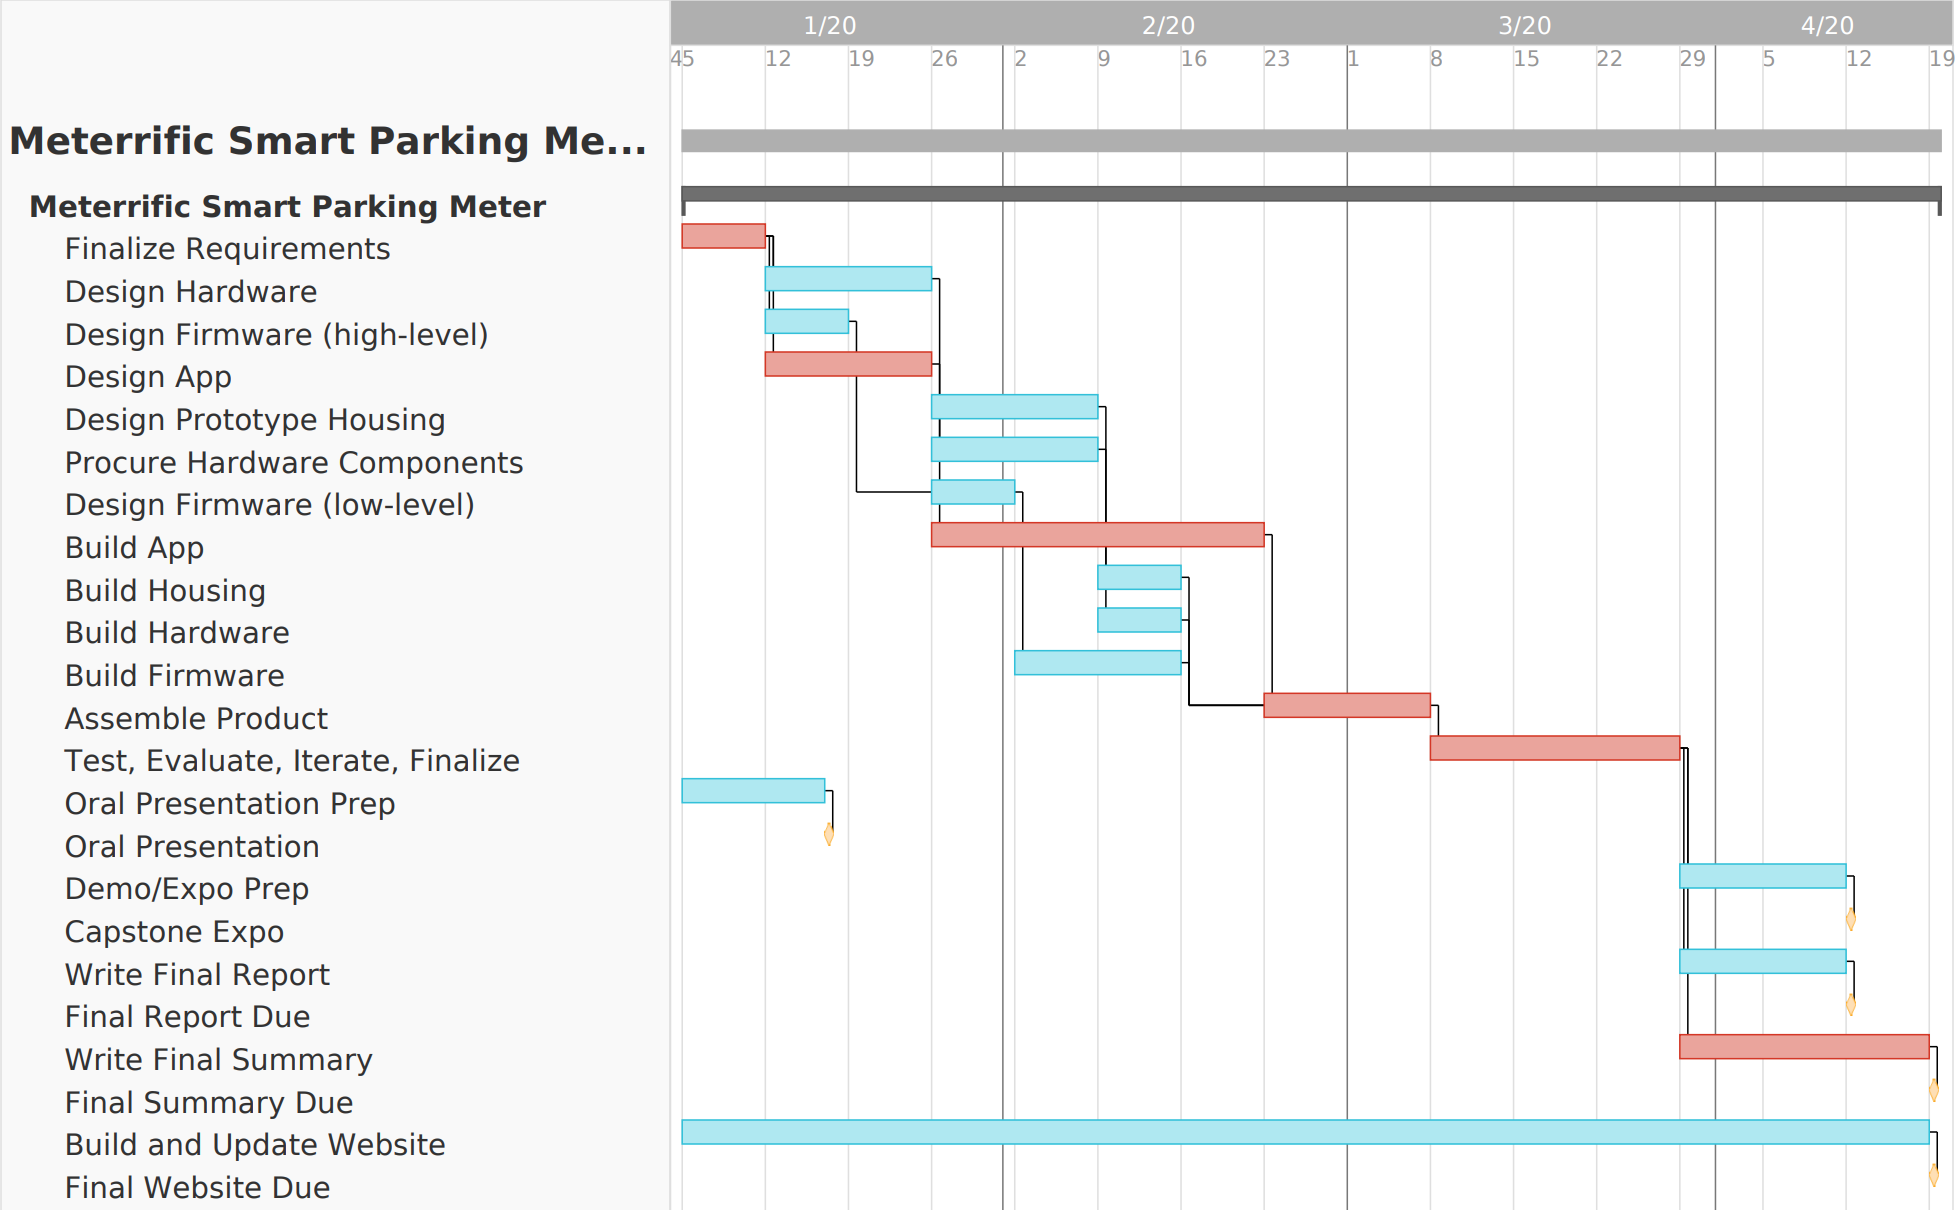 1/20 2/20 3/20 4/20
45 12 19 26 2 9 16 23 1 8 15 22 29 5 12 19
Meterrific Smart Parking Me...
Meterrific Smart Parking Meter
Finalize Requirements
Design Hardware
Design Firmware (high-level)
Design App
Design Prototype Housing
Procure Hardware Components
Design Firmware (low-level)
Build App
Build Housing
Build Hardware
Build Firmware
Assemble Product
Test, Evaluate, Iterate, Finalize
Oral Presentation Prep
Oral Presentation
Demo/Expo Prep
Capstone Expo
Write Final Report
Final Report Due
Write Final Summary
Final Summary Due
Build and Update Website
Final Website Due